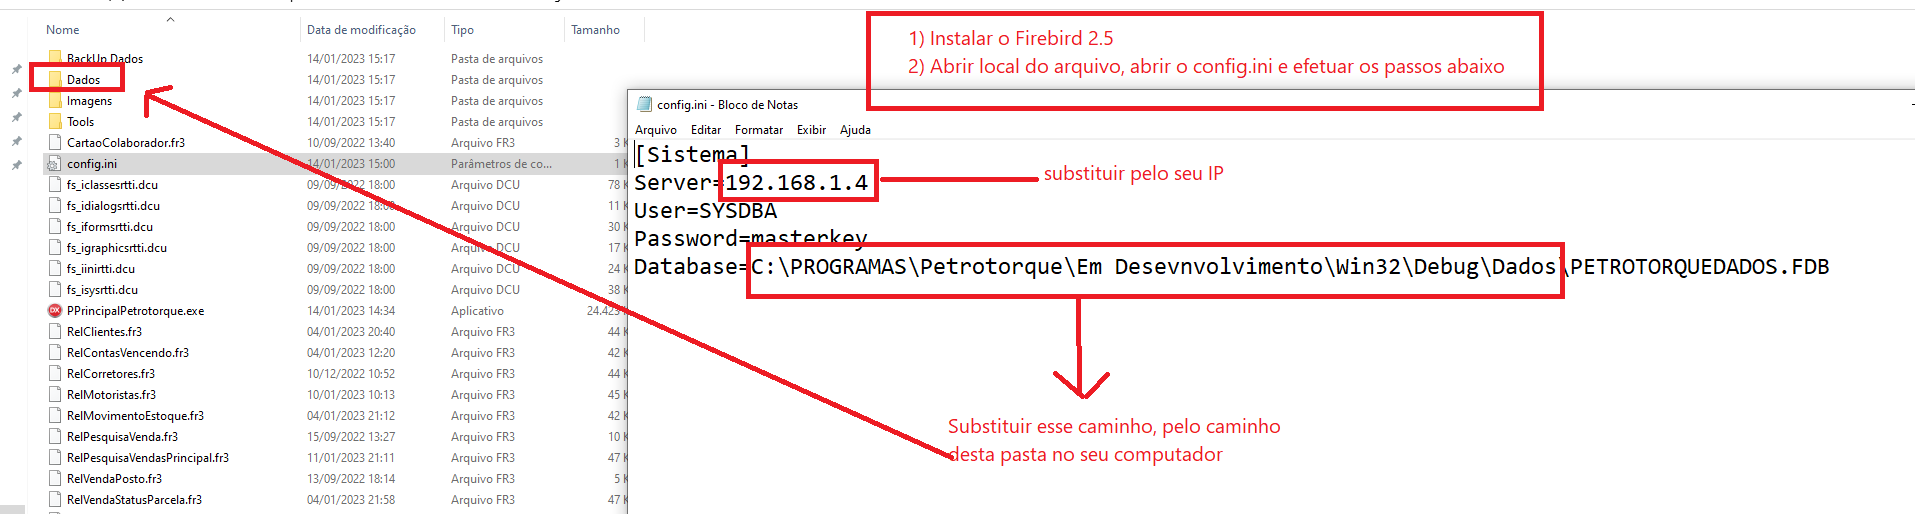 Nome Data de modificação Tipo Tamanho
BackUp Dados 14/01/2023 15:17 Pasta de arquivos
Dados 14/01/2023 15:17 Pasta de arquivos
Imagens 14/01/2023 15:17 Pasta de arquivos
Tools 14/01/2023 15:17 Pasta de arquivos
CartaoColaborador.fr3 10/09/2022 13:40 Arquivo FR3 3 K
config.ini 14/01/2023 15:00 Parâmetros de co... 1 K
fs_iclassesrtti.dcu 09/09/2022 18:00 Arquivo DCU 78 K
fs_idialogsrtti.dcu 09/09/2022 18:00 Arquivo DCU 11 K
fs_iformsrtti.dcu 09/09/2022 18:00 Arquivo DCU 30 K
fs_igraphicsrtti.dcu 09/09/2022 18:00 Arquivo DCU 17 K
fs_iinirtti.dcu 09/09/2022 18:00 Arquivo DCU 24 K
fs_isysrtti.dcu 09/09/2022 18:00 Arquivo DCU 38 K
PPrincipalPetrotorque.exe 14/01/2023 14:34 Aplicativo 24.423 K
RelClientes.fr3 04/01/2023 20:40 Arquivo FR3 44 K
RelContasVencendo.fr3 04/01/2023 12:20 Arquivo FR3 42 K
RelCorretores.fr3 10/12/2022 10:52 Arquivo FR3 44 K
RelMotoristas.fr3 10/01/2023 10:13 Arquivo FR3 45 K
RelMovimentoEstoque.fr3 04/01/2023 21:12 Arquivo FR3 42 K
RelPesquisaVenda.fr3 15/09/2022 13:27 Arquivo FR3 10 K
RelPesquisaVendasPrincipal.fr3 11/01/2023 21:11 Arquivo FR3 47 K
RelVendaPosto.fr3 13/09/2022 18:14 Arquivo FR3 5 K
RelVendaStatusParcela.fr3 04/01/2023 21:58 Arquivo FR3 47 K
1) Instalar o Firebird 2.5
2) Abrir local do arquivo, abrir o config.ini e efetuar os passos abaixo
config.ini - Bloco de Notas
Arquivo Editar Formatar Exibir Ajuda
[Sistema]
Server=192.168.1.4
substituir pelo seu IP
User=SYSDBA
Password=masterkey
Database=C:\PROGRAMAS\Petrotorque\Em Desevnvolvimento\Win32\Debug\Dados\PETROTORQUEDADOS.FDB
Substituir esse caminho, pelo caminho
desta pasta no seu computador